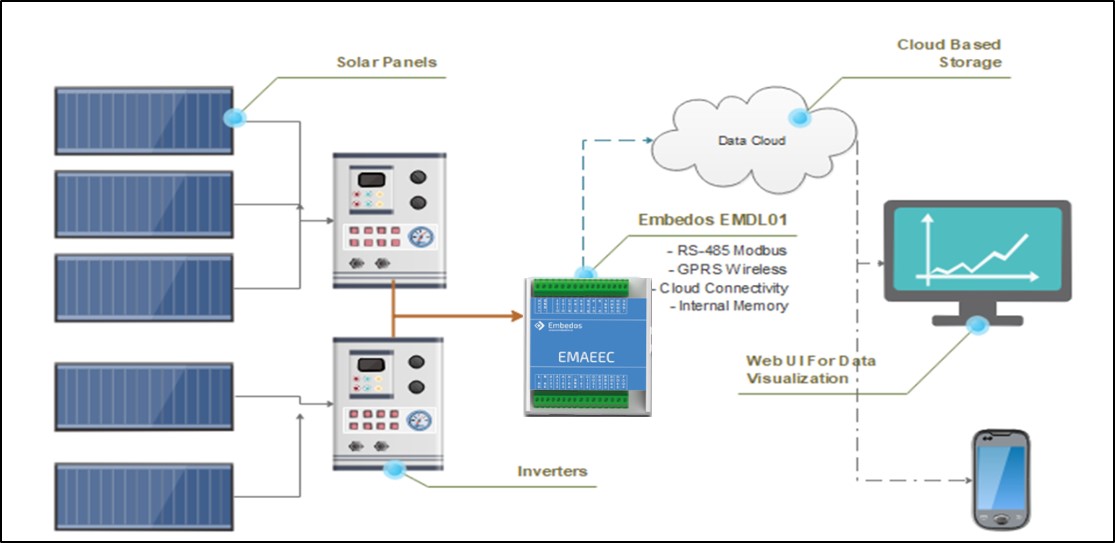 Solar Panels
Cloud Based
Storage
Data Cloud
Embedos EMDL01
- RS-485 Modbus
- GPRS Wireless
- Cloud Connectivity
- Internal Memory
Embedos
EMAEEC
Web UI For Data
Visualization
Inverters